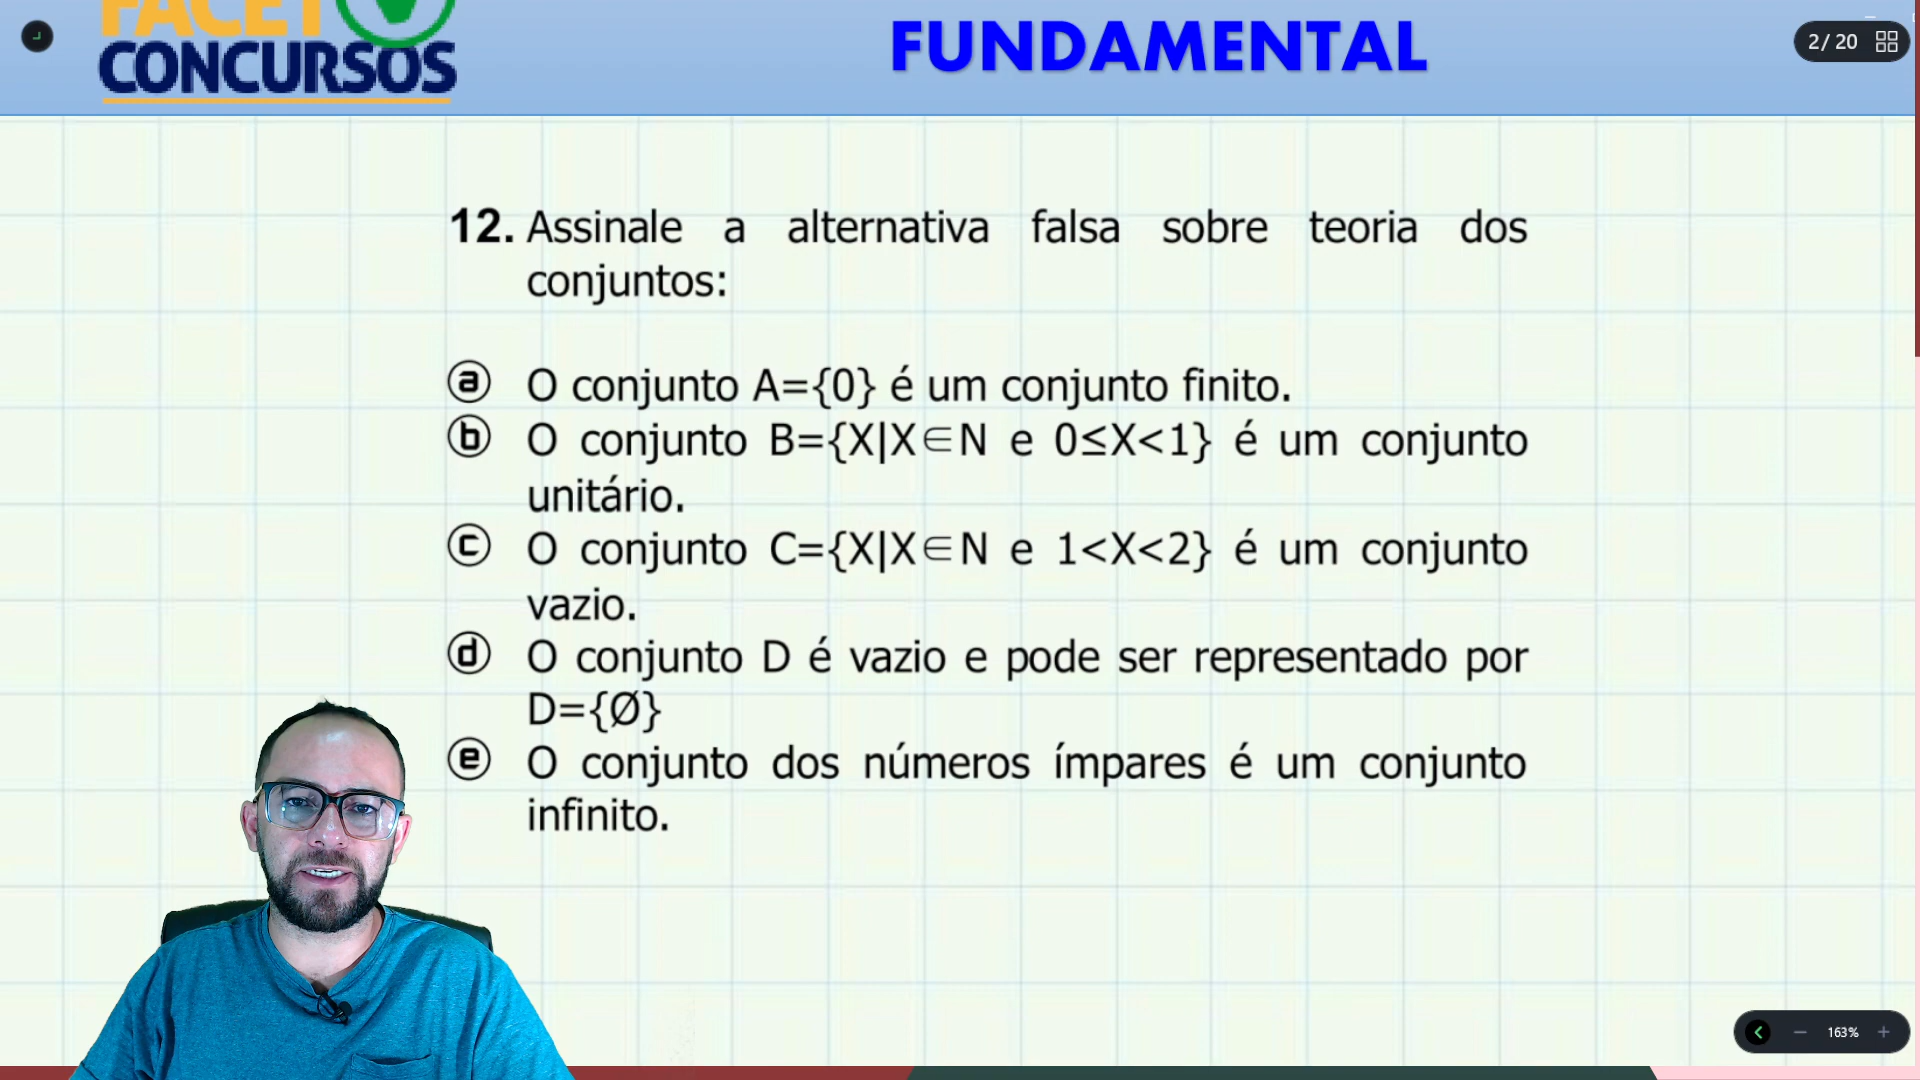 FACET
CONCURSOS
FUNDAMENTAL
2/ 20
12. Assinale a alternativa falsa sobre teoria dos
conjuntos:
a O conjunto A={0} é um conjunto finito.
b O conjunto B={X|X∈N e 0≤X<1} é um conjunto
unitário.
c O conjunto C={X|X∈N e 1<X<2} é um conjunto
vazio.
d O conjunto D é vazio e pode ser representado por
D={Ø}
e O conjunto dos números ímpares é um conjunto
infinito.
163%